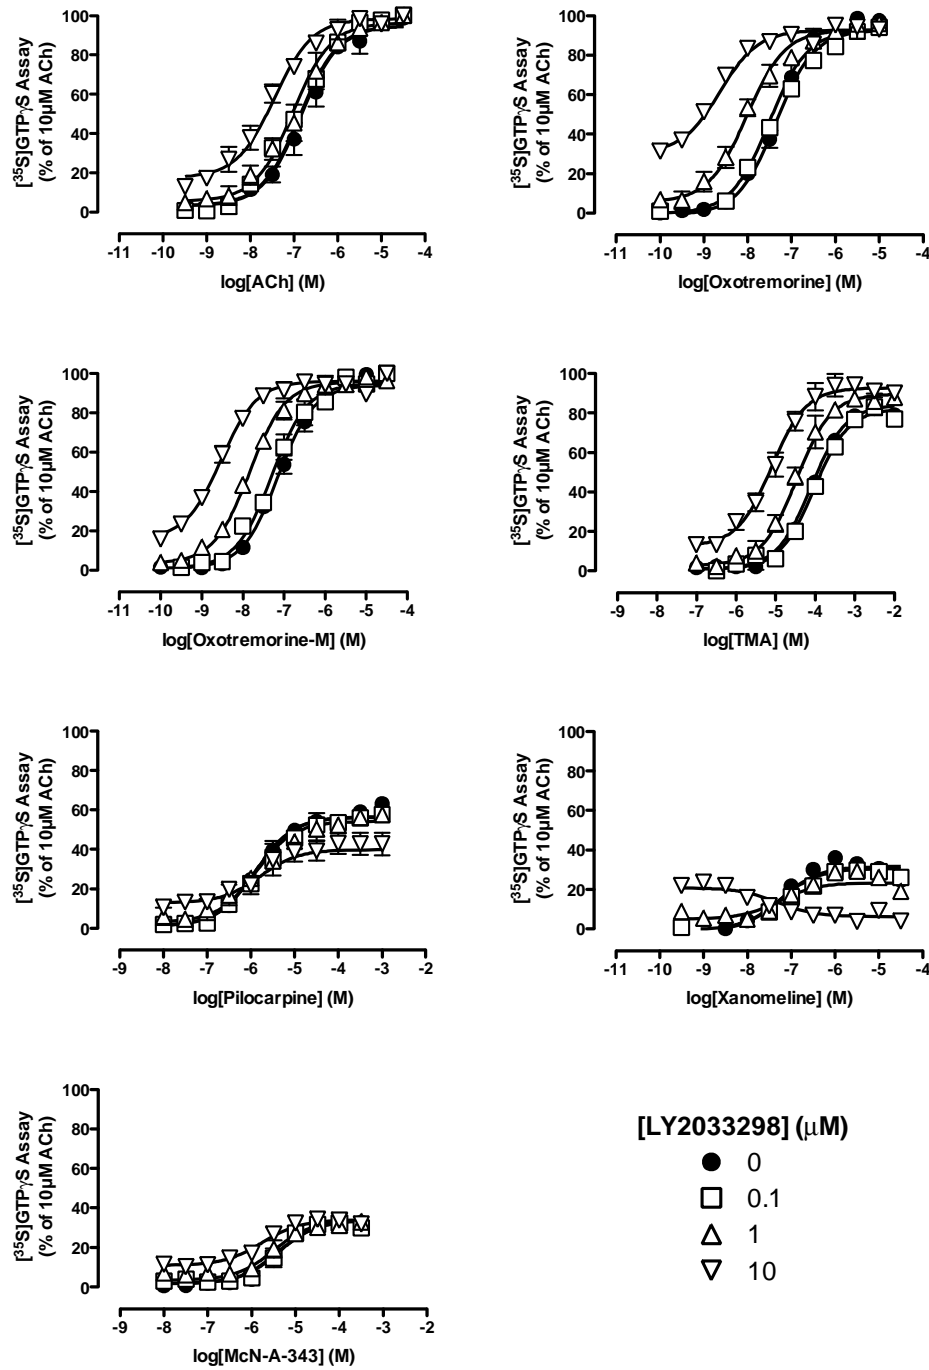 [³⁵S]GTPγS Assay
(% of 10μM ACh)
100
80
60
40
20
0
-11 -10 -9 -8 -7 -6 -5 -4
log[ACh] (M)
[³⁵S]GTPγS Assay
(% of 10μM ACh)
100
80
60
40
20
0
-11 -10 -9 -8 -7 -6 -5 -4
log[Oxotremorine] (M)
[³⁵S]GTPγS Assay
(% of 10μM ACh)
100
80
60
40
20
0
-11 -10 -9 -8 -7 -6 -5 -4
log[Oxotremorine-M] (M)
[³⁵S]GTPγS Assay
(% of 10μM ACh)
100
80
60
40
20
0
-9 -8 -7 -6 -5 -4 -3 -2
log[TMA] (M)
[³⁵S]GTPγS Assay
(% of 10μM ACh)
100
80
60
40
20
0
-9 -8 -7 -6 -5 -4 -3 -2
log[Pilocarpine] (M)
[³⁵S]GTPγS Assay
(% of 10μM ACh)
100
80
60
40
20
0
-11 -10 -9 -8 -7 -6 -5 -4
log[Xanomeline] (M)
[³⁵S]GTPγS Assay
(% of 10μM ACh)
100
80
60
40
20
0
-9 -8 -7 -6 -5 -4 -3 -2
log[McN-A-343] (M)
[LY2033298] (μM)
0
0.1
1
10